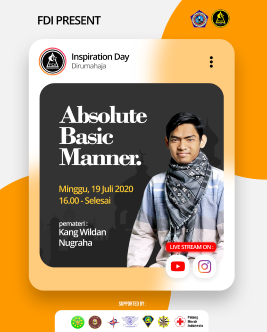 FDI PRESENT
Inspiration Day
Dirumahaja
Absolute
Basic
Manner.
Minggu, 19 Juli 2020
16.00 - Selesai
pemateri :
Kang Wildan
Nugraha
LIVE STREAM ON :
SUPPORTED BY
Palang
Merah
Indonesia